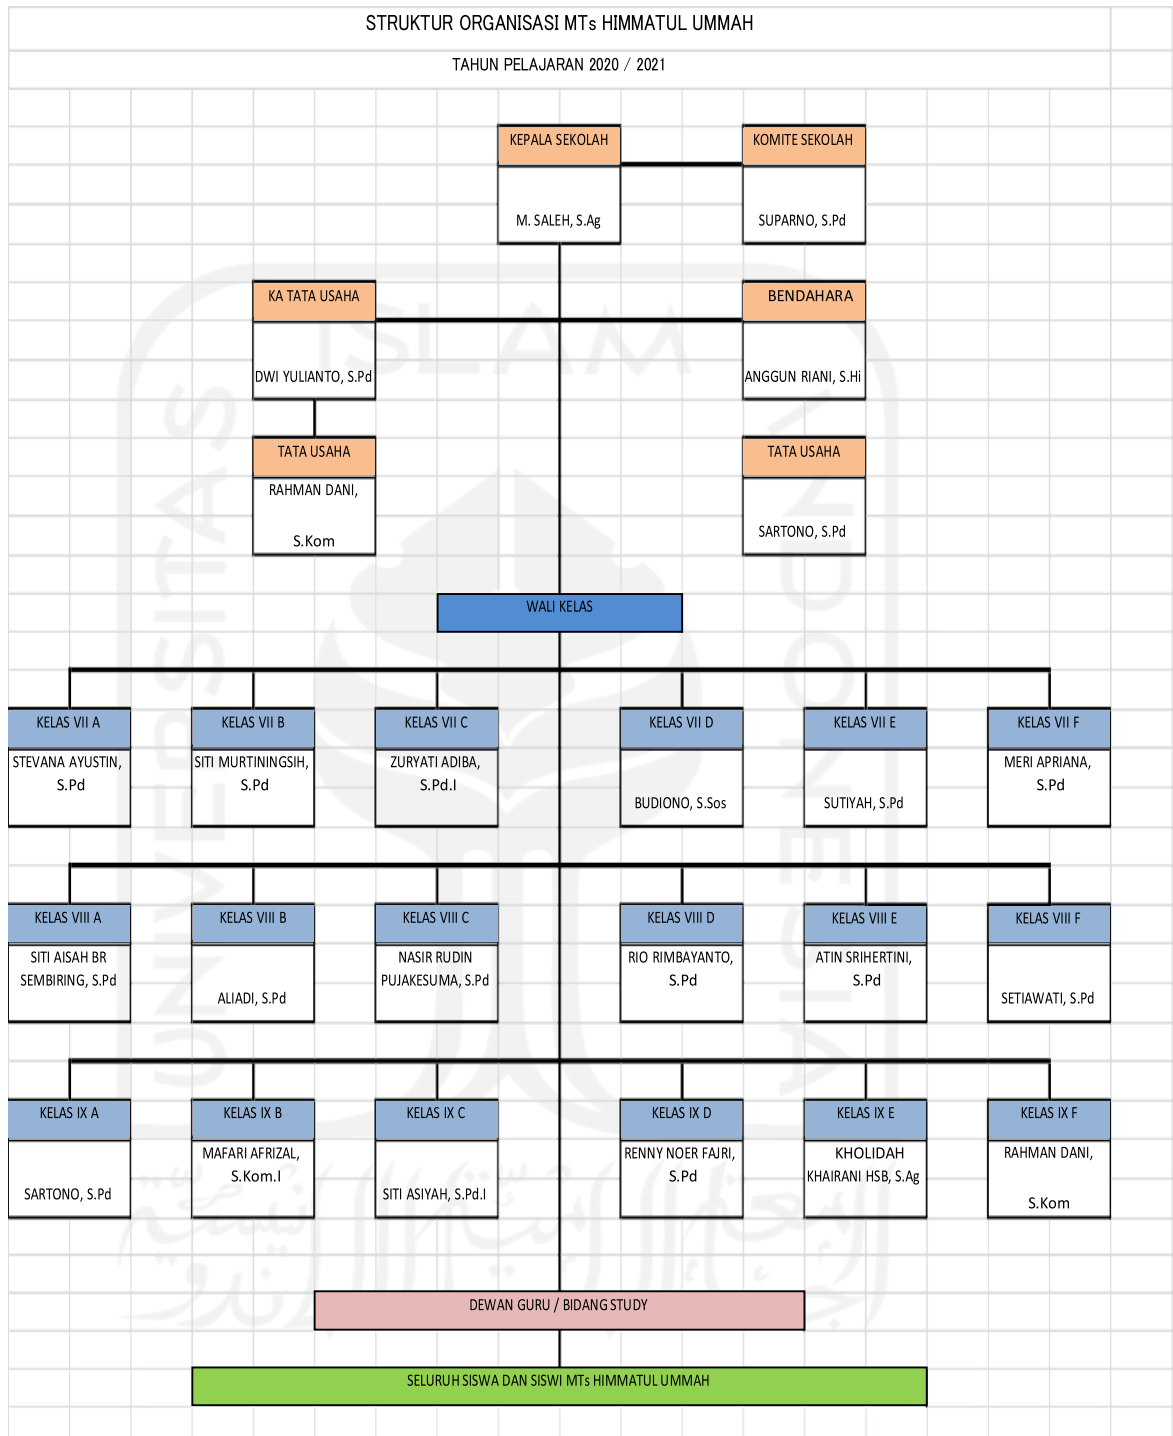 STRUKTUR ORGANISASI MTs HIMMATUL UMMAH
TAHUN PELAJARAN 2020 / 2021
KEPALA SEKOLAH
M. SALEH, S.Ag
KOMITE SEKOLAH
SUPARNO, S.Pd
KA TATA USAHA
DWI YULIANTO, S.Pd
BENDAHARA
ANGGUN RIANI, S.Hi
TATA USAHA
RAHMAN DANI,
S.Kom
TATA USAHA
SARTONO, S.Pd
WALI KELAS
KELAS VII A
STEVANA AYUSTIN,
S.Pd
KELAS VII B
SITI MURTININGSIH,
S.Pd
KELAS VII C
ZURYATI ADIBA,
S.Pd.I
KELAS VII D
BUDIONO, S.Sos
KELAS VII E
SUTIYAH, S.Pd
KELAS VII F
MERI APRIANA,
S.Pd
KELAS VIII A
SITI AISAH BR
SEMBIRING, S.Pd
KELAS VIII B
ALIADI, S.Pd
KELAS VIII C
NASIR RUDIN
PUJAKESUMA, S.Pd
KELAS VIII D
RIO RIMBAYANTO,
S.Pd
KELAS VIII E
ATIN SRIHERTINI,
S.Pd
KELAS VIII F
SETIAWATI, S.Pd
KELAS IX A
SARTONO, S.Pd
KELAS IX B
MAFARI AFRIZAL,
S.Kom.I
KELAS IX C
SITI ASIYAH, S.Pd.I
KELAS IX D
RENNY NOER FAJRI,
S.Pd
KELAS IX E
KHOLIDAH
KHAIRANI HSB, S.Ag
KELAS IX F
RAHMAN DANI,
S.Kom
DEWAN GURU / BIDANG STUDY
SELURUH SISWA DAN SISWI MTs HIMMATUL UMMAH
UNIVERSITAS
ISLAM
INDONESIA